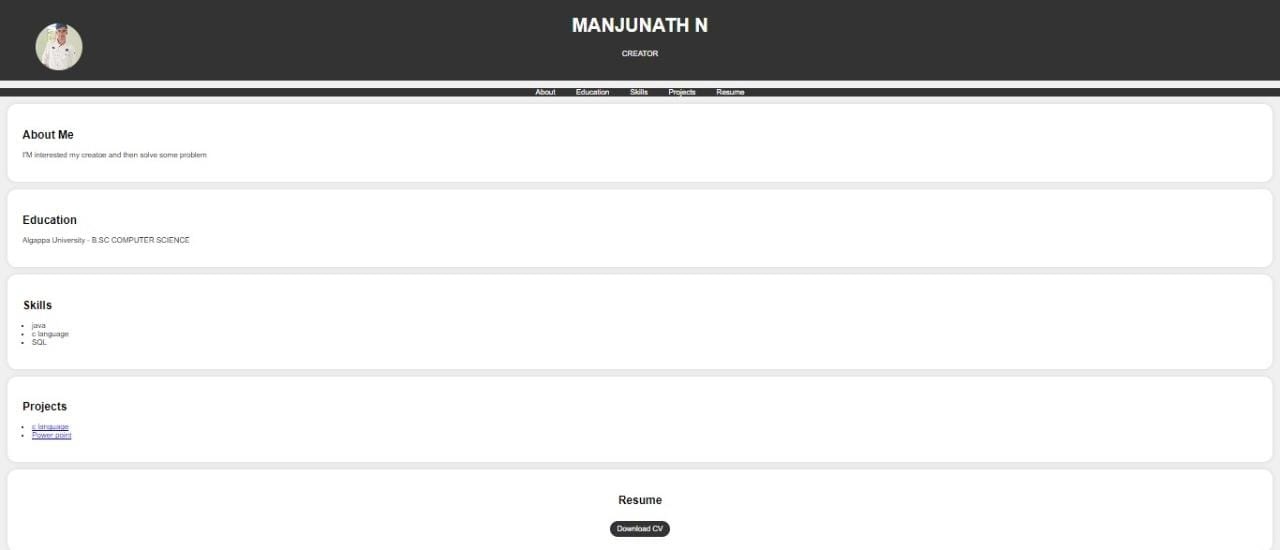 MANJUNATH N
CREATOR
About Education Skills Projects Resume
About Me
I'M interested my creatoe and then solve some problem
Education
Algappa University - B.SC COMPUTER SCIENCE
Skills
java
c language
SQL
Projects
c language
Power point
Resume
Download CV